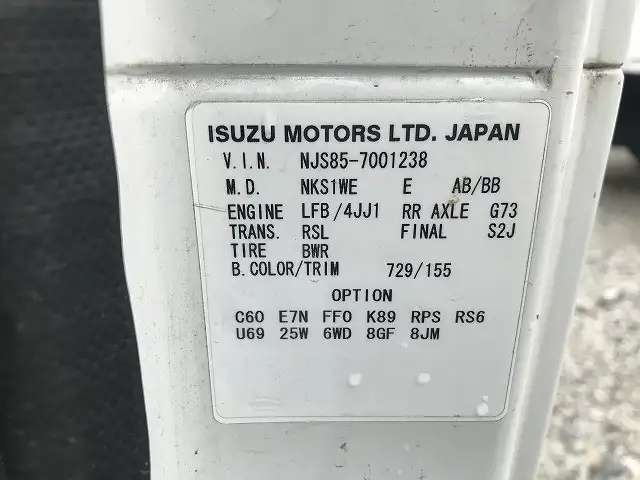 ISUZU MOTORS LTD. JAPAN
V.I.N. NJS85-7001238
M.D. NKS1WE E AB/BB
ENGINE LFB/4JJ1 RR AXLE G73
TRANS. RSL FINAL S2J
TIRE BWR
B.COLOR/TRIM 729/155
OPTION
C60 E7N FF0 K89 RPS RS6
U69 25W 6WD 8GF 8JM